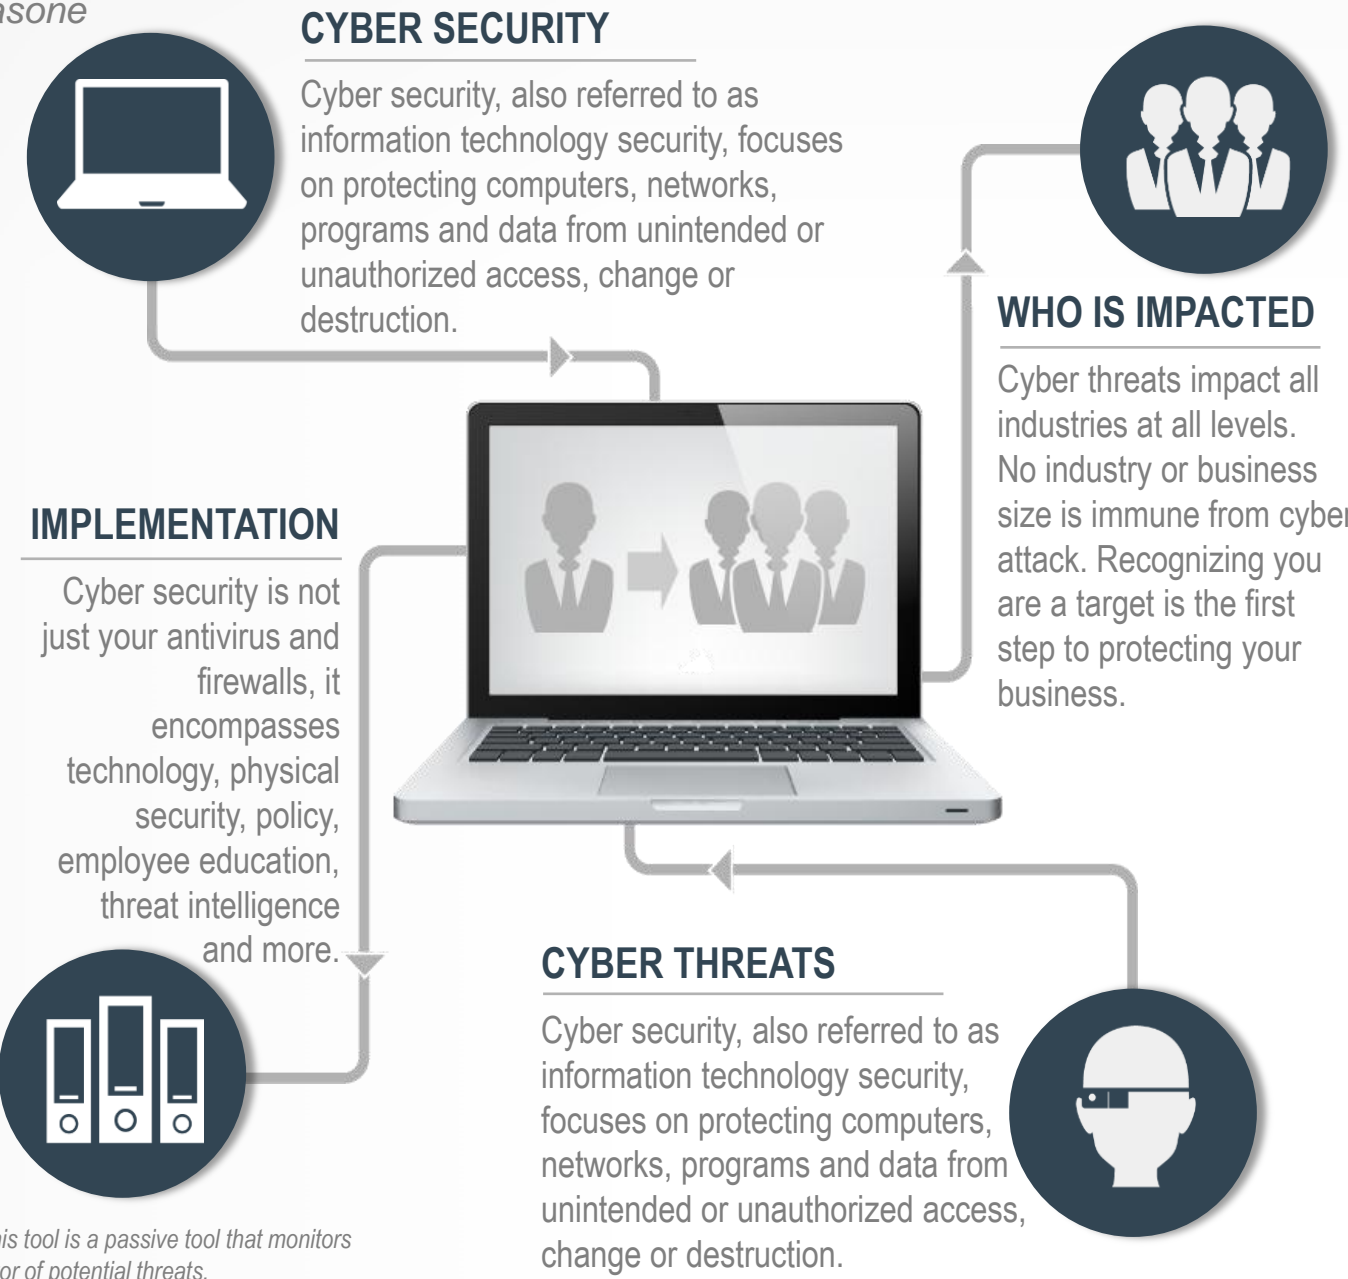 CYBER SECURITY
Cyber security, also referred to as
information technology security, focuses
on protecting computers, networks,
programs and data from unintended or
unauthorized access, change or
destruction.
WHO IS IMPACTED
Cyber threats impact all
industries at all levels.
No industry or business
size is immune from cyber
attack. Recognizing you
are a target is the first
step to protecting your
business.
IMPLEMENTATION
Cyber security is not
just your antivirus and
firewalls, it
encompasses
technology, physical
security, policy,
employee education,
threat intelligence
and more.
CYBER THREATS
Cyber security, also referred to as
information technology security,
focuses on protecting computers,
networks, programs and data from
unintended or unauthorized access,
change or destruction.
tool is a passive tool that monitors
of potential threats.